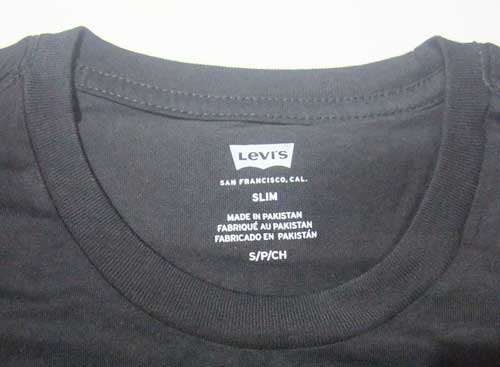 Levi's
SAN FRANCISCO, CAL.
SLIM
MADE IN PAKISTAN
FABRIQUÉ AU PAKISTAN
FABRICADO EN PAKISTÁN
S/P/CH